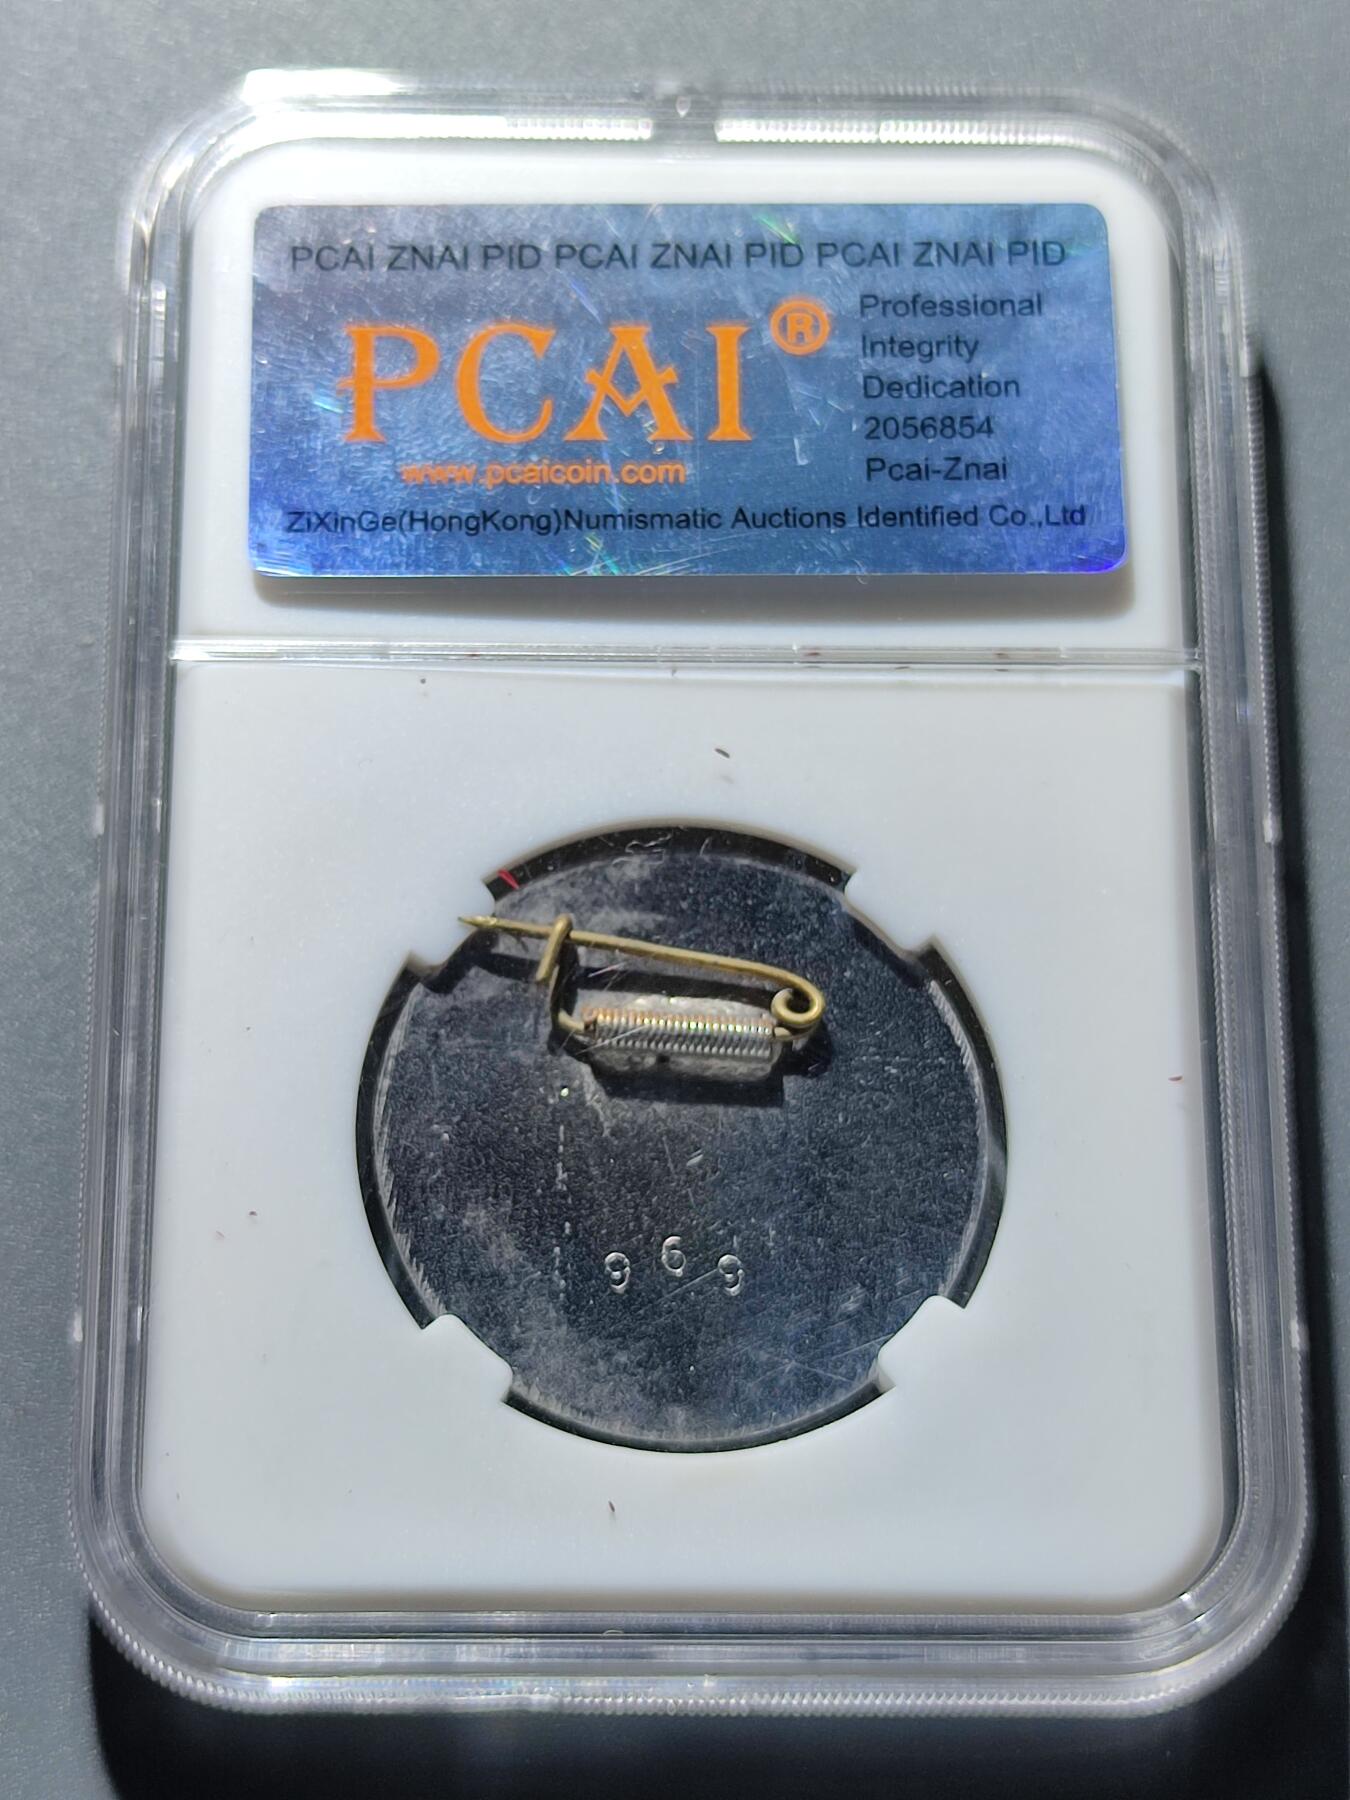 PCAI ZNAI PID PCAI ZNAI PID PCAI ZNAI PID
PCAI®
www.pcaicoin.com
Professional
Integrity
Dedication
2056854
Pcai-Znai
ZiXinGe(HongKong)Numismatic Auctions Identified Co.,Ltd
969